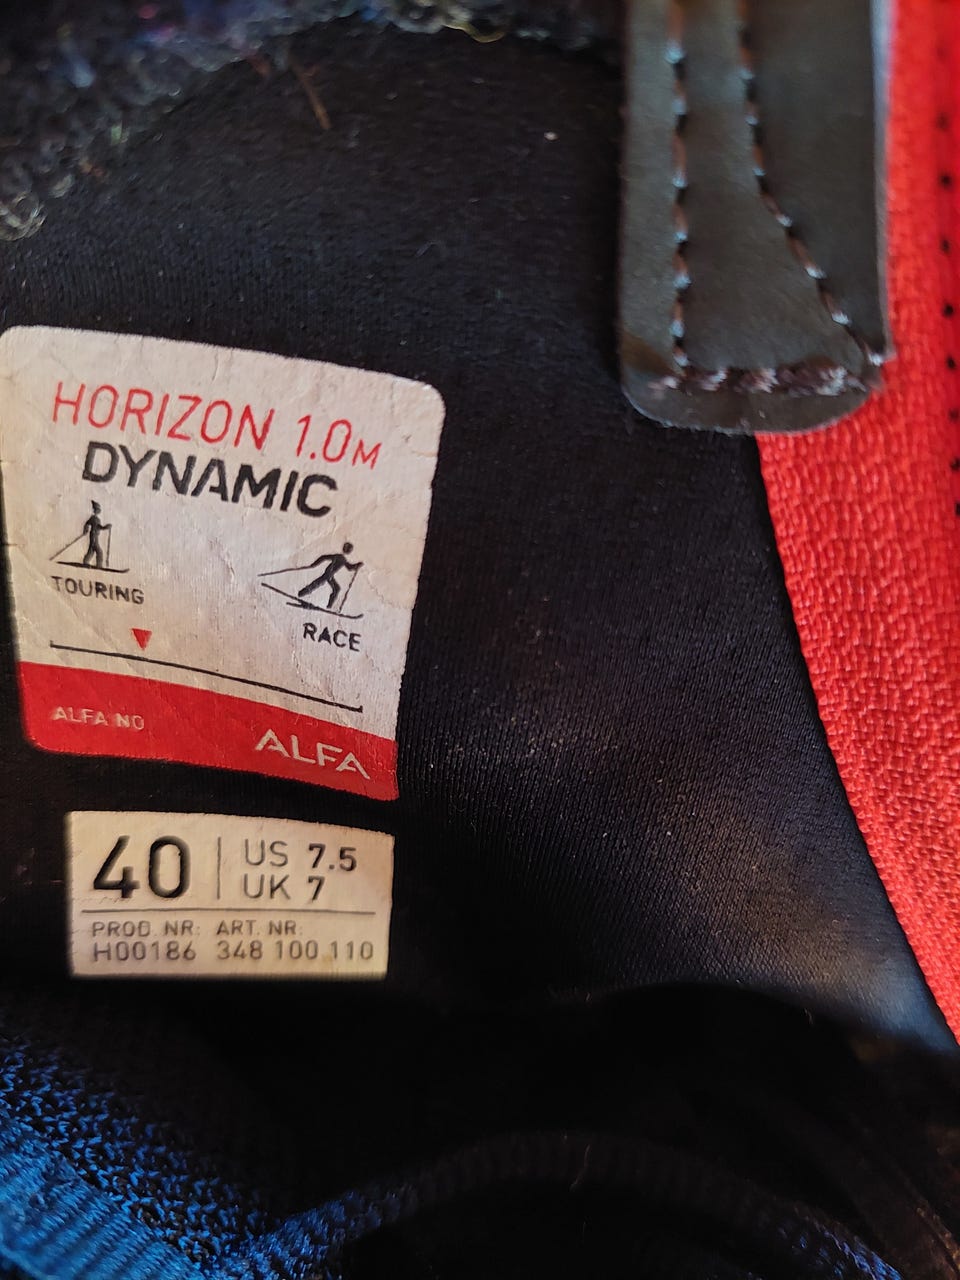 HORIZON 1.0M
DYNAMIC
TOURING
RACE
ALFA.NO
ALFA
40
US 7.5
UK 7
PROD. NR: ART. NR:
H00186 348 100 110